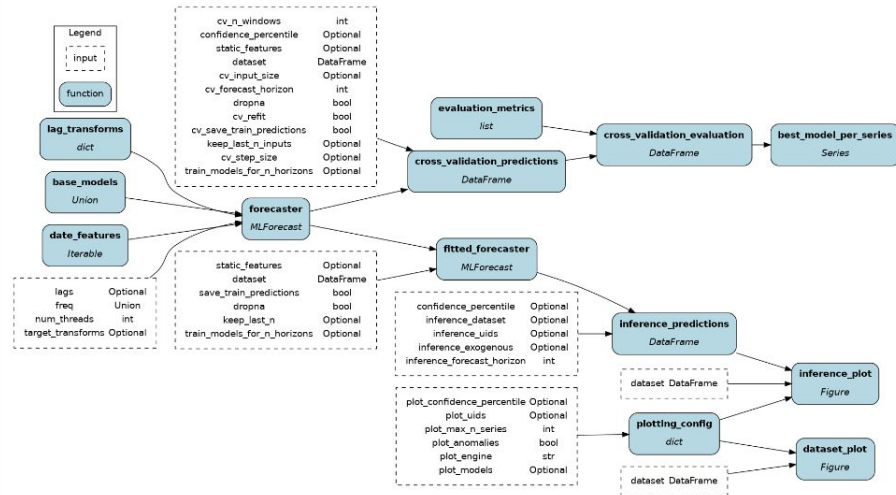 Legend
input
function
cv_n_windows int
confidence_percentile Optional
static_features Optional
dataset DataFrame
cv_input_size Optional
cv_forecast_horizon int
dropna bool
cv_refit bool
cv_save_train_predictions bool
keep_last_n_inputs Optional
cv_step_size Optional
train_models_for_n_horizons Optional
lag_transforms
dict
base_models
Union
date_features
Iterable
lags Optional
freq Union
num_threads int
target_transforms Optional
forecaster
MLForecast
static_features Optional
dataset DataFrame
save_train_predictions bool
dropna bool
keep_last_n Optional
train_models_for_n_horizons Optional
evaluation_metrics
list
cross_validation_predictions
DataFrame
cross_validation_evaluation
DataFrame
best_model_per_series
Series
fitted_forecaster
MLForecast
confidence_percentile Optional
inference_dataset Optional
inference_uids Optional
inference_exogenous Optional
inference_forecast_horizon int
inference_predictions
DataFrame
dataset DataFrame
inference_plot
Figure
plot_confidence_percentile Optional
plot_uids Optional
plot_max_n_series int
plot_anomalies bool
plot_engine str
plot_models Optional
plotting_config
dict
dataset_plot
Figure
dataset DataFrame